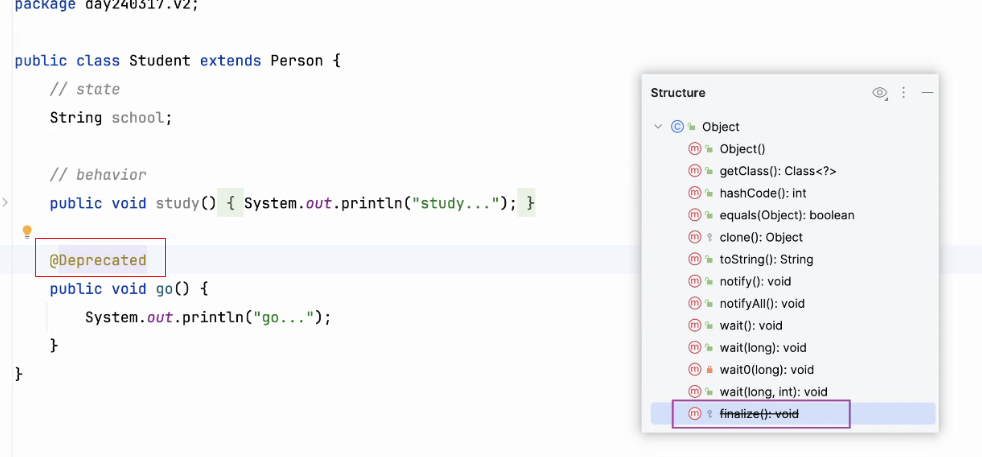 package day240317.v2;
public class Student extends Person {
// state
String school;
// behavior
public void study() { System.out.println("study..."); }
@Deprecated
public void go() {
System.out.println("go...");
}
}
Structure
Object
Object()
getClass(): Class<?>
hashCode(): int
equals(Object): boolean
clone(): Object
toString(): String
notify(): void
notifyAll(): void
wait(): void
wait(long): void
wait0(long): void
wait(long, int): void
finalize(): void